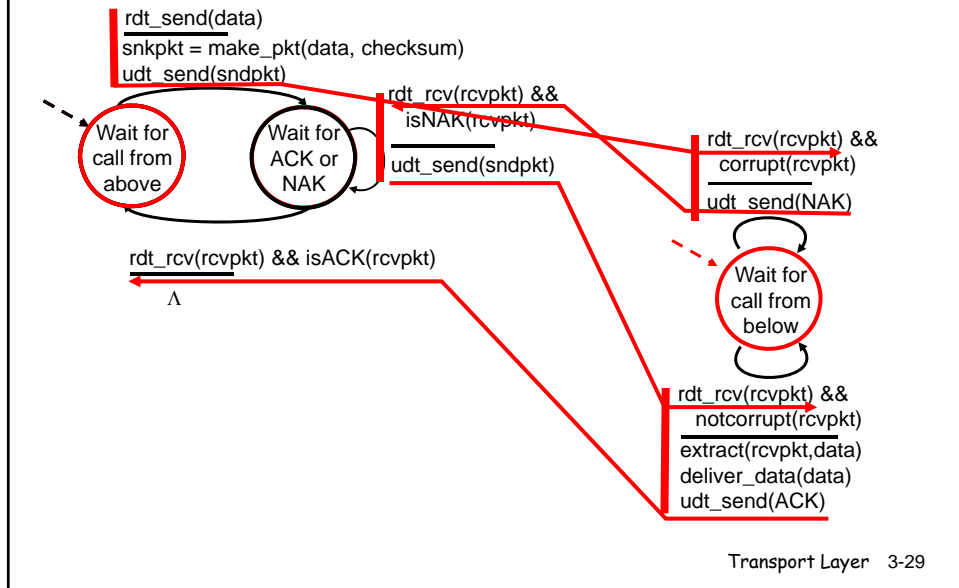 rdt_send(data)
snkpkt = make_pkt(data, checksum)
udt_send(sndpkt)
Wait for
call from
above
Wait for
ACK or
NAK
rdt_rcv(rcvpkt) &&
isNAK(rcvpkt)
udt_send(sndpkt)
rdt_rcv(rcvpkt) && isACK(rcvpkt)
Λ
rdt_rcv(rcvpkt) &&
corrupt(rcvpkt)
udt_send(NAK)
Wait for
call from
below
rdt_rcv(rcvpkt) &&
notcorrupt(rcvpkt)
extract(rcvpkt,data)
deliver_data(data)
udt_send(ACK)
Transport Layer 3-29